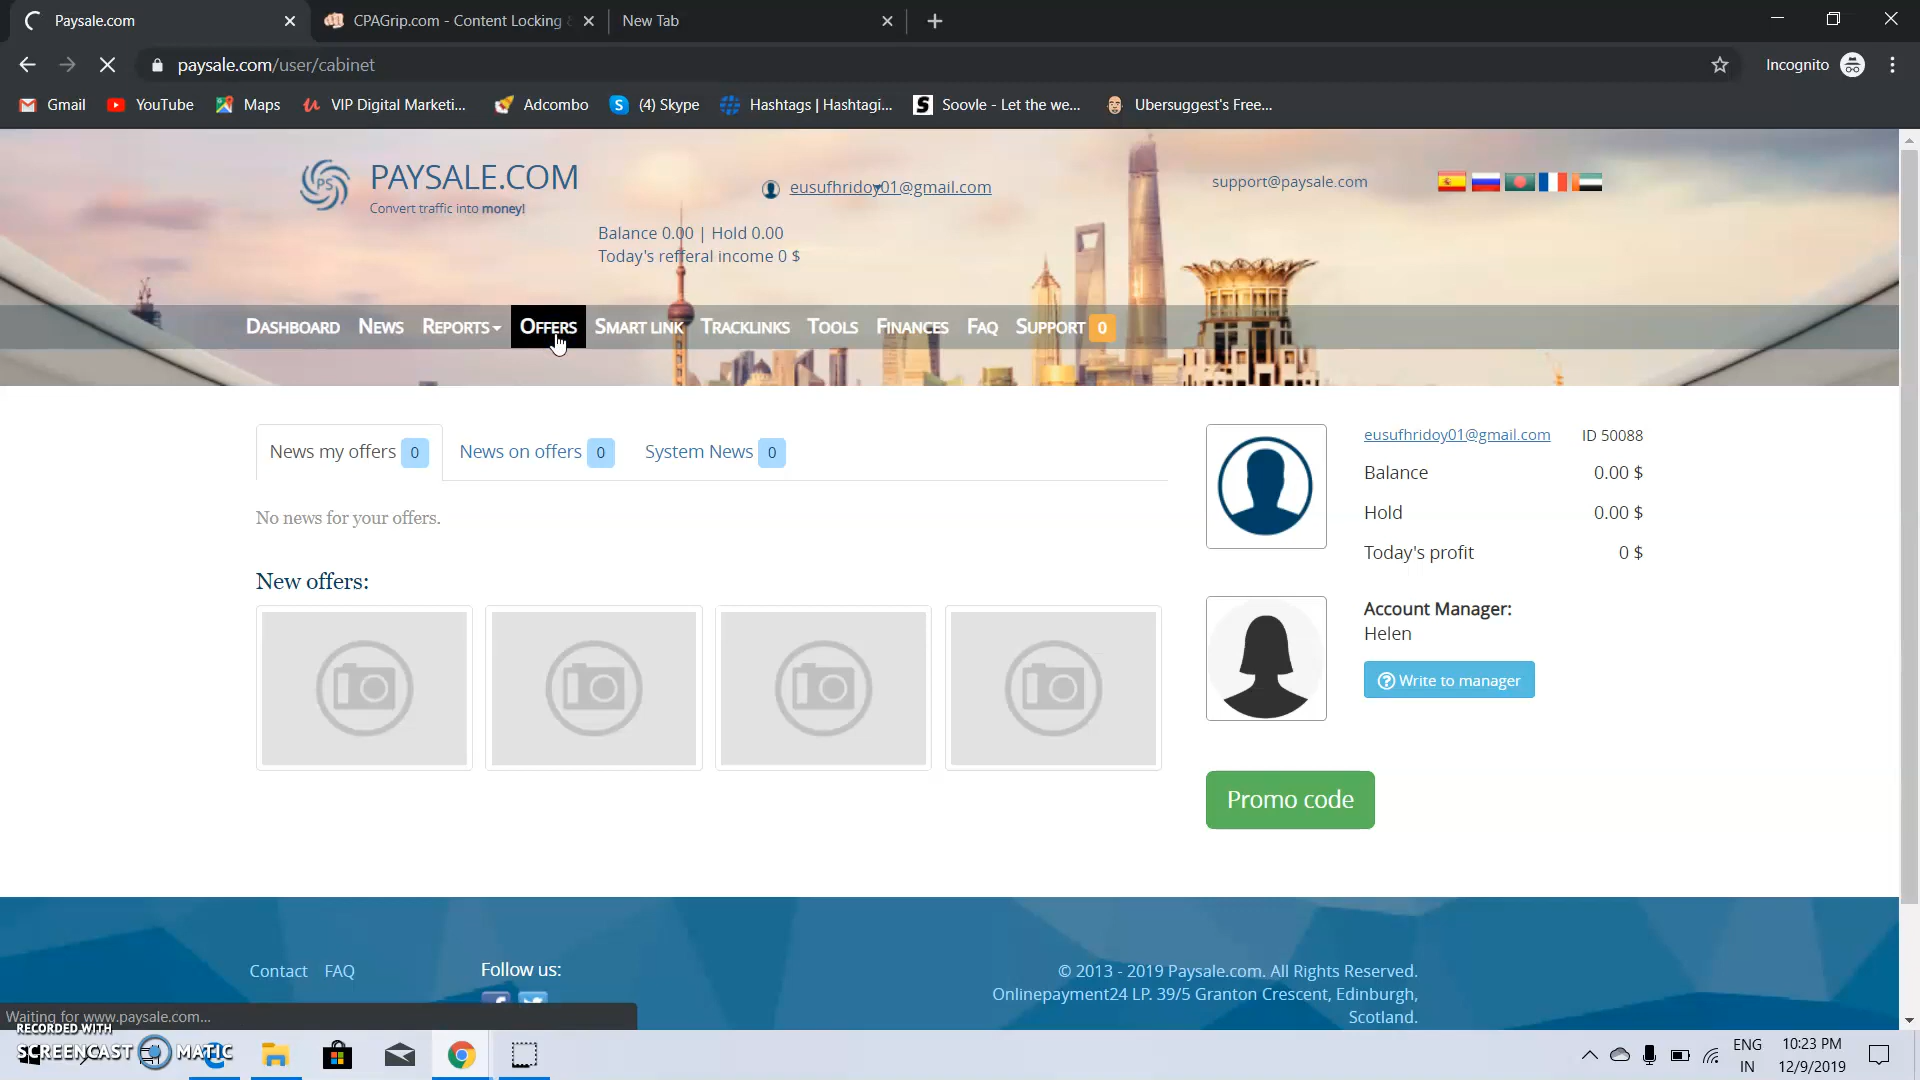 Paysale.com
CPAGrip.com - Content Locking &
New Tab
paysale.com/user/cabinet
Incognito
Gmail
YouTube
Maps
VIP Digital Marketi...
Adcombo
(4) Skype
Hashtags | Hashtagi...
Soovle - Let the we...
Ubersuggest's Free...
PS
PAYSALE.COM
Convert traffic into money!
eusufhridoy01@gmail.com
support@paysale.com
Balance 0.00 | Hold 0.00
Today's refferal income 0 $
DASHBOARD
NEWS
REPORTS
OFFERS
SMART LINK
TRACKLINKS
TOOLS
FINANCES
FAQ
SUPPORT 0
News my offers 0
News on offers 0
System News 0
No news for your offers.
New offers:
eusufhridoy01@gmail.com ID 50088
Balance 0.00 $
Hold 0.00 $
Today's profit 0 $
Account Manager:
Helen
Write to manager
Promo code
Contact
FAQ
Follow us:
© 2013 - 2019 Paysale.com. All Rights Reserved.
Onlinepayment24 LP. 39/5 Granton Crescent, Edinburgh,
Scotland.
Waiting for www.paysale.com...
RECORDED WITH
SCREENCAST MATIC
ENG
IN
10:23 PM
12/9/2019